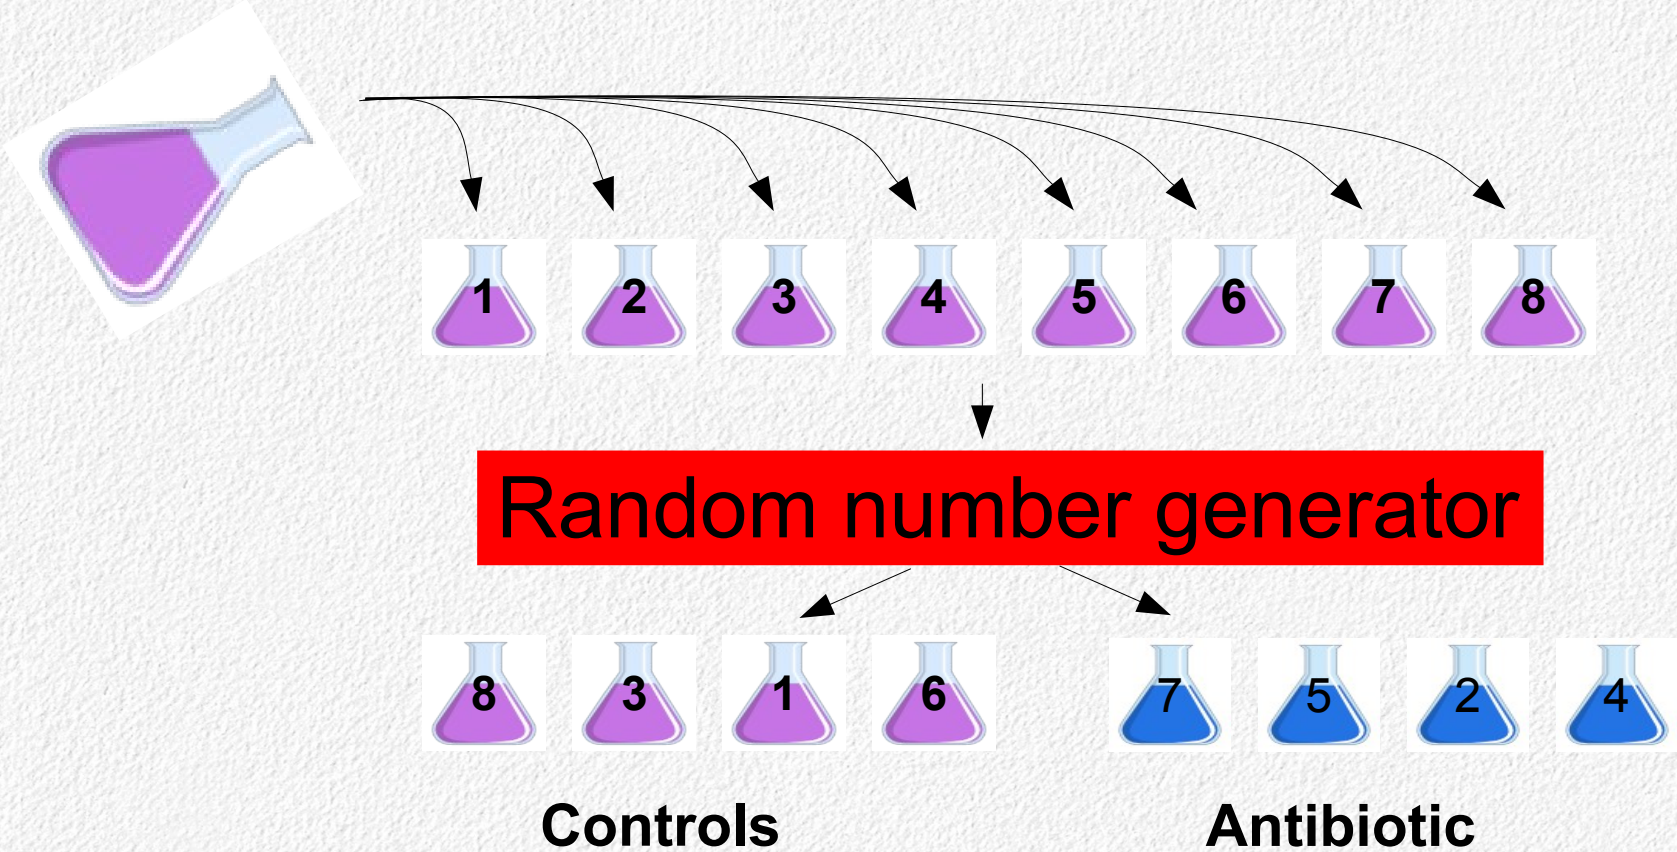 1 2 3 4 5 6 7 8
Random number generator
8 3 1 6 7 5 2 4
Controls Antibiotic